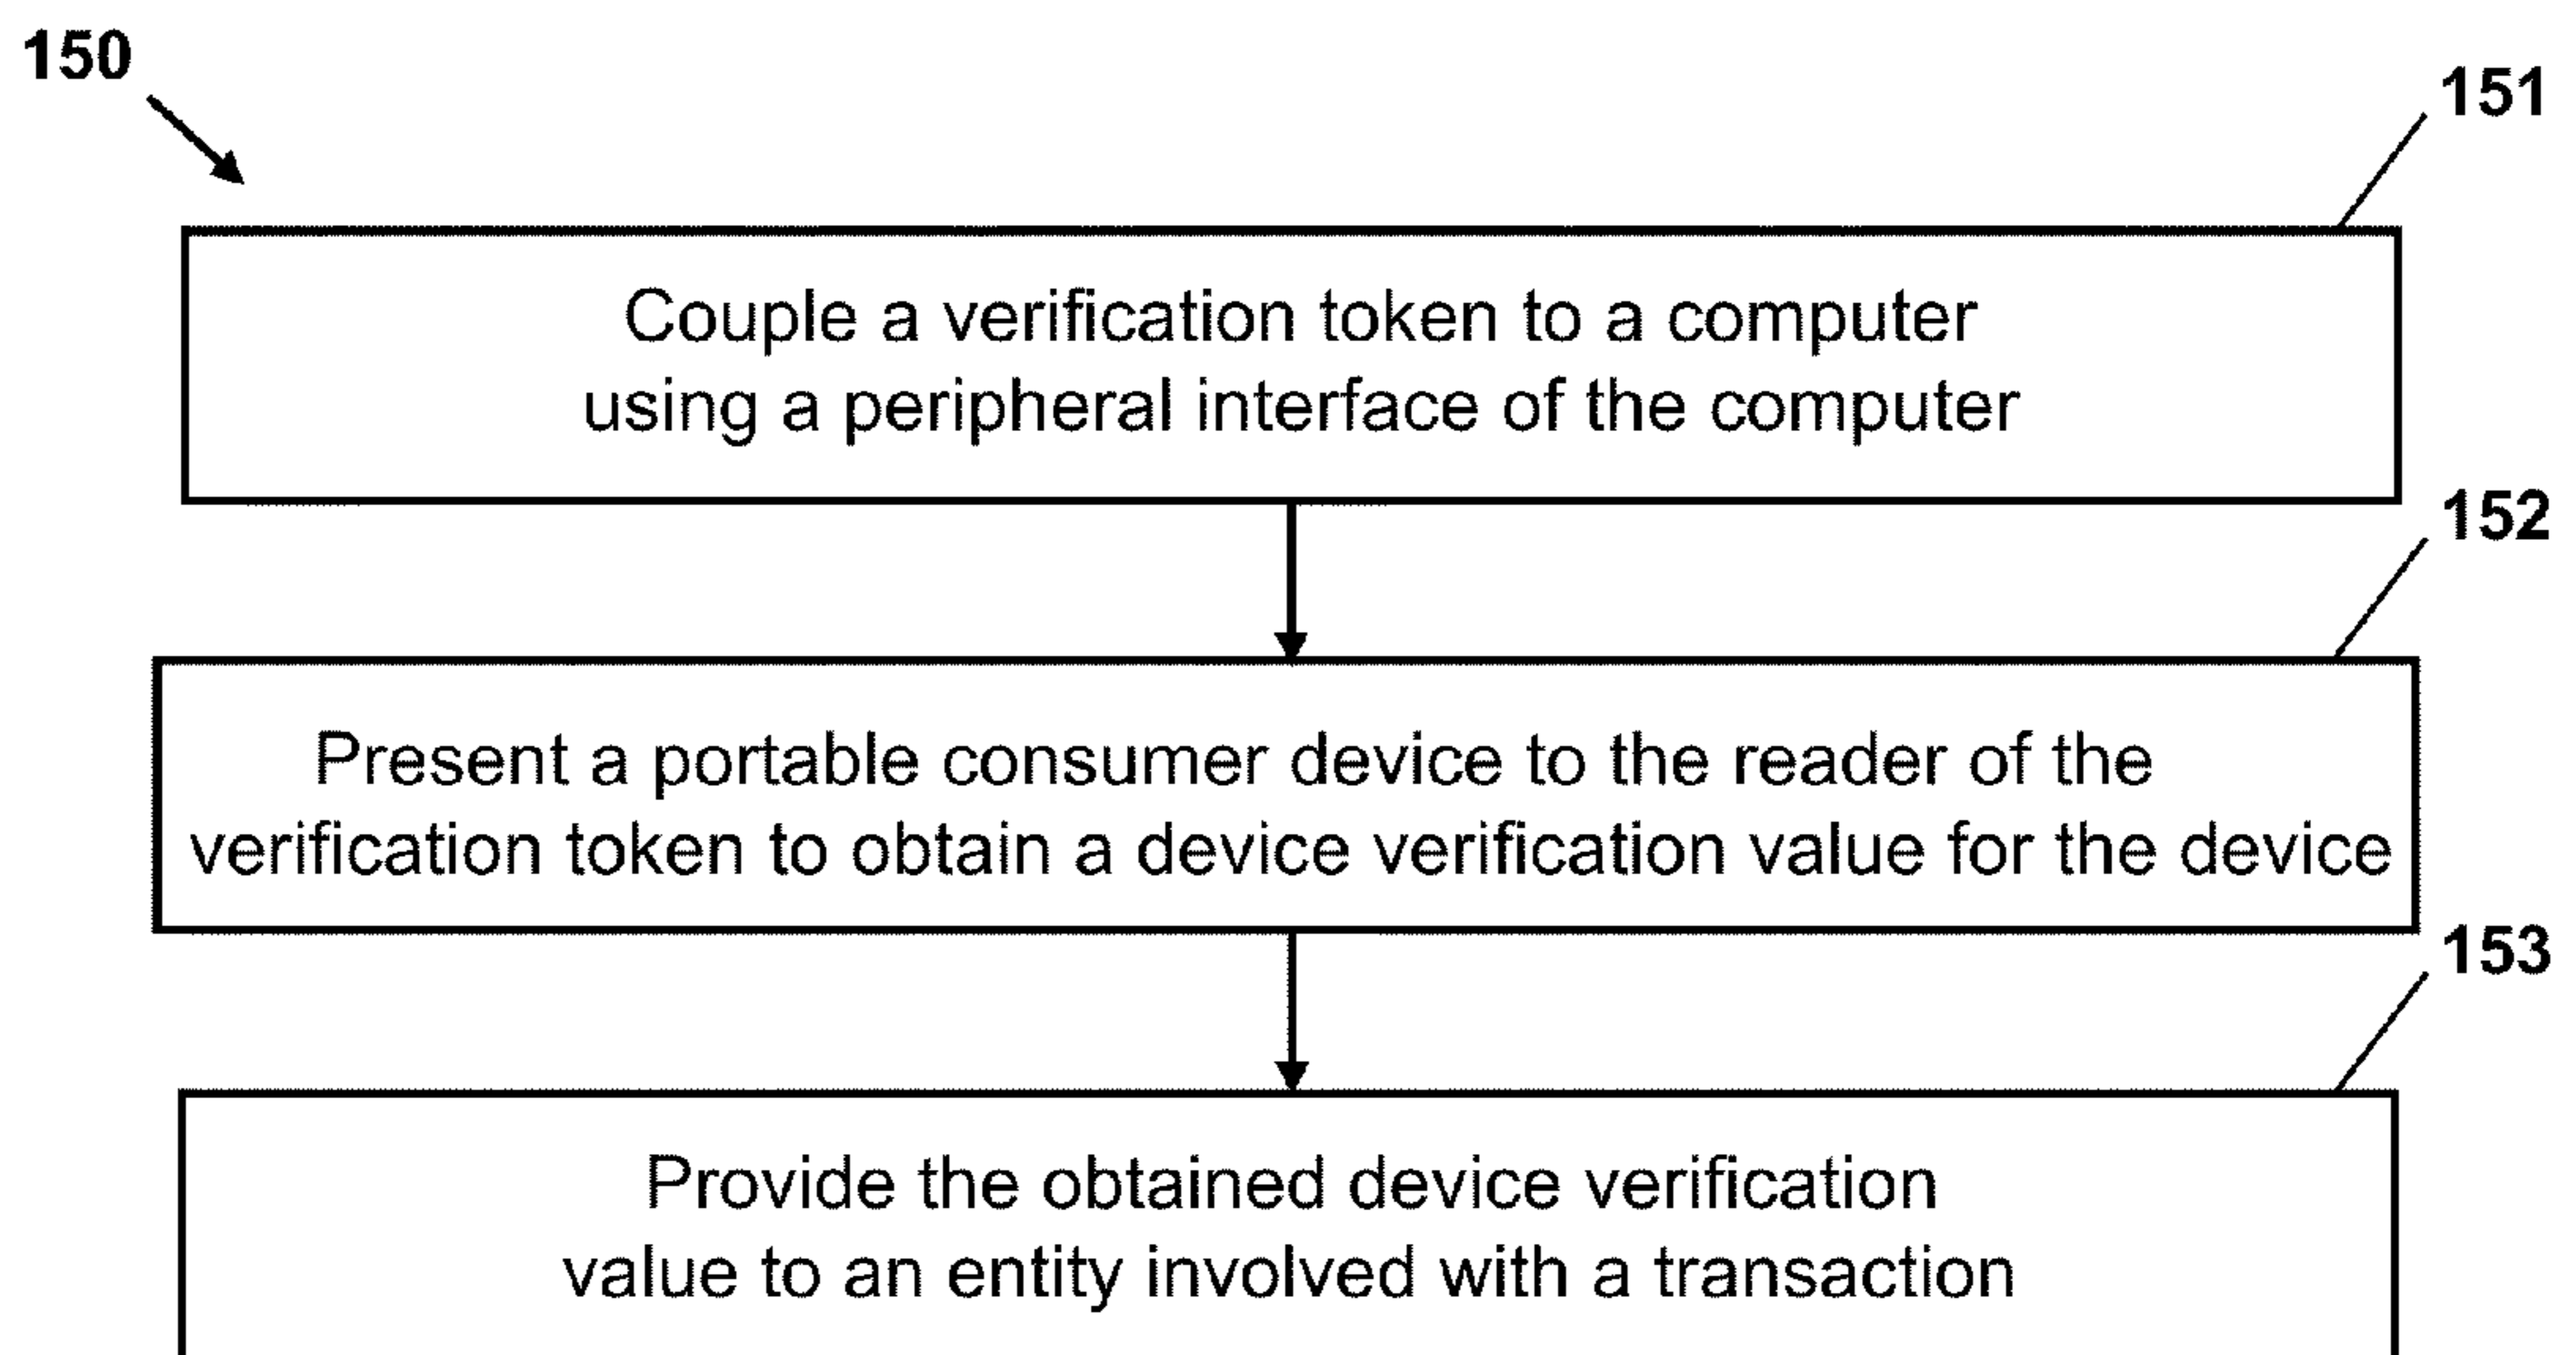 150
151
Couple a verification token to a computer
using a peripheral interface of the computer
152
Present a portable consumer device to the reader of the
verification token to obtain a device verification value for the device
153
Provide the obtained device verification
value to an entity involved with a transaction